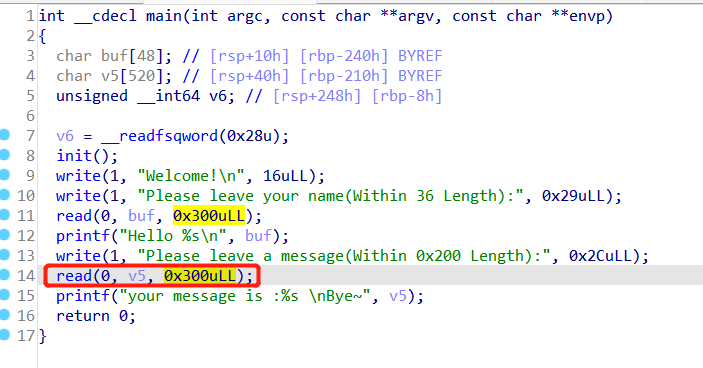 1 int __cdecl main(int argc, const char **argv, const char **envp)
2 {
3 char buf[48]; // [rsp+10h] [rbp-240h] BYREF
4 char v5[520]; // [rsp+40h] [rbp-210h] BYREF
5 unsigned __int64 v6; // [rsp+248h] [rbp-8h]
6
7 v6 = __readfsqword(0x28u);
8 init();
9 write(1, "Welcome!\n", 16uLL);
10 write(1, "Please leave your name(Within 36 Length):", 0x29uLL);
11 read(0, buf, 0x300uLL);
12 printf("Hello %s\n", buf);
13 write(1, "Please leave a message(Within 0x200 Length):", 0x2CuLL);
14 read(0, v5, 0x300uLL);
15 printf("your message is :%s \nBye~", v5);
16 return 0;
17 }